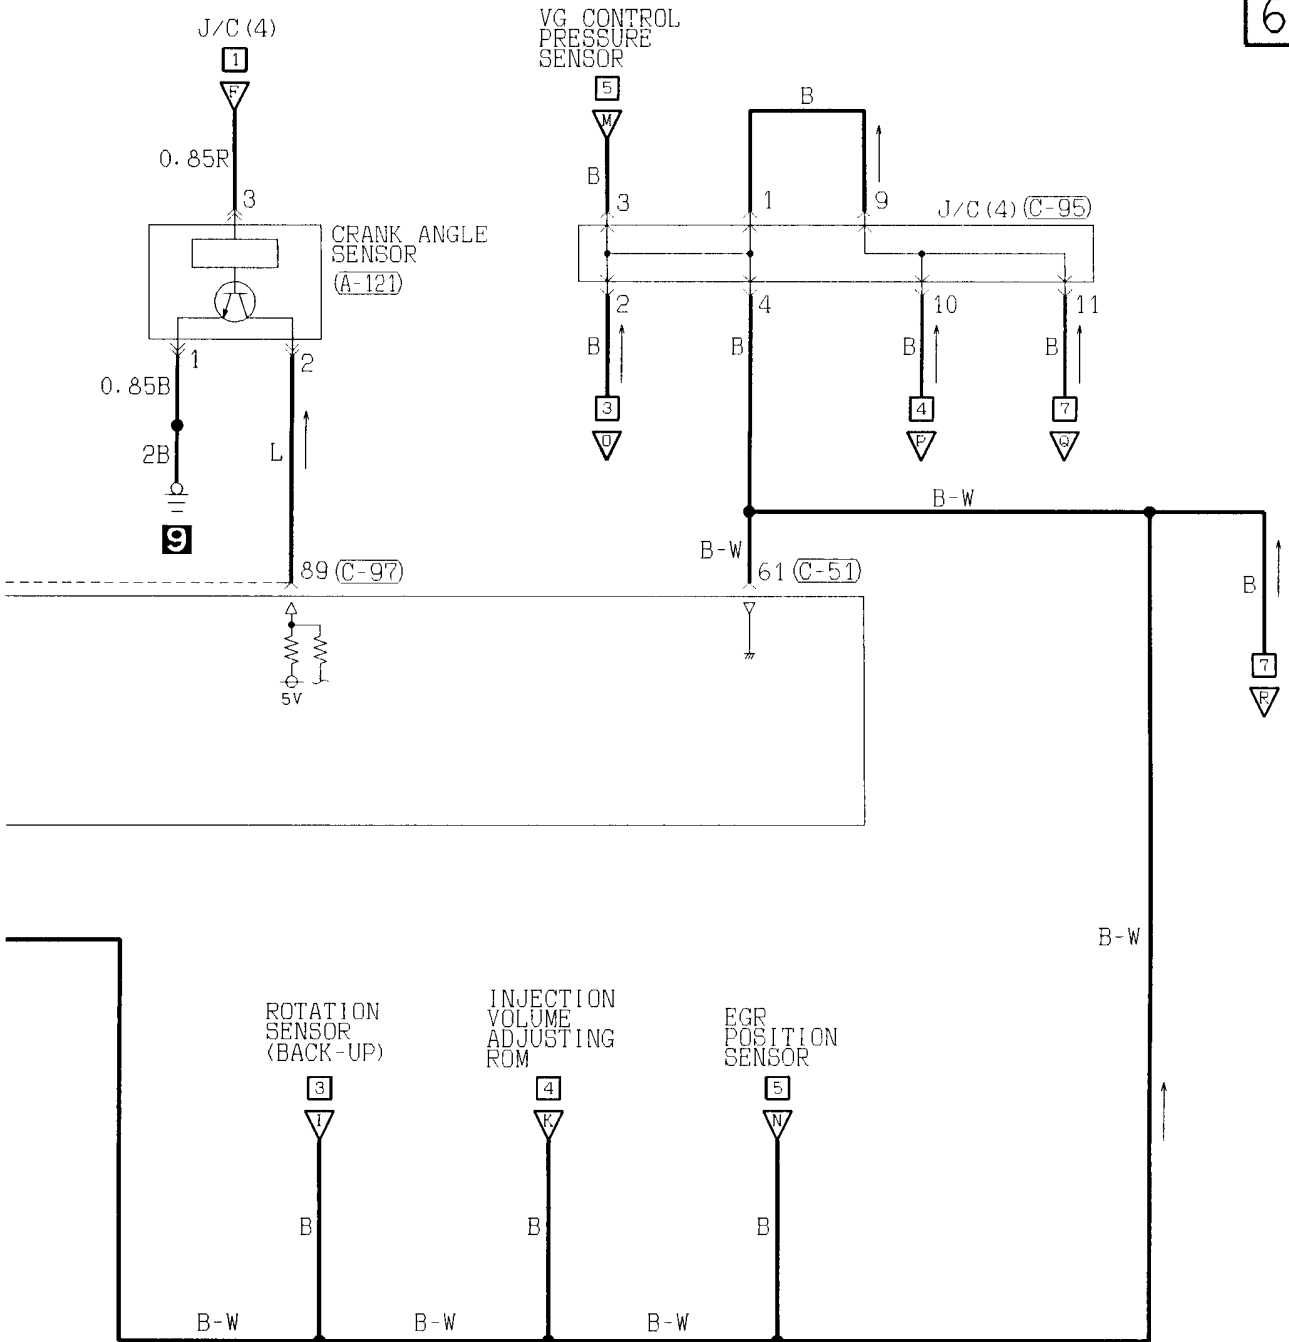 6
J/C(4)
1
F
0.85R
3
CRANK ANGLE
SENSOR
(A-121)
1
2
0.85B
2B
L
9
89 (C-97)
5V
VG CONTROL
PRESSURE
SENSOR
5
M
B
B
3
1
9
J/C(4) (C-95)
2
4
10
11
B
B
B
B
3
4
7
O
P
Q
B-W
B-W
61 (C-51)
B
7
R
B-W
ROTATION
SENSOR
(BACK-UP)
3
I
B
INJECTION
VOLUME
ADJUSTING
ROM
4
K
B
EGR
POSITION
SENSOR
5
N
B
B-W
B-W
B-W